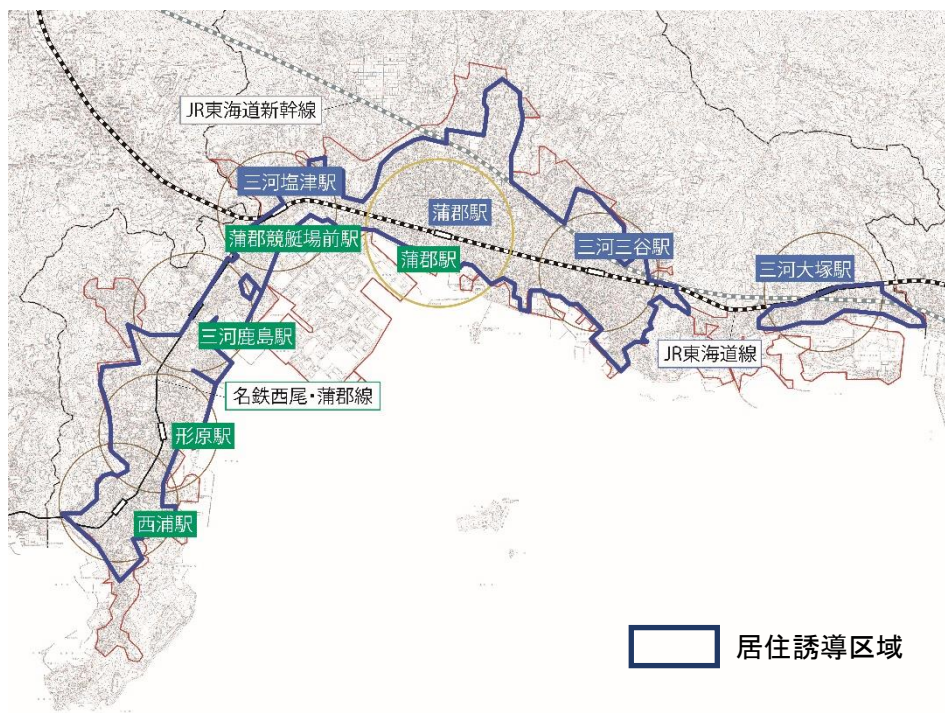 JR東海道新幹線
三河塩津駅
蒲郡駅
蒲郡競艇場前駅
三河三谷駅
蒲郡駅
三河大塚駅
三河鹿島駅
JR東海道線
名鉄西尾・蒲郡線
形原駅
西浦駅
居住誘導区域